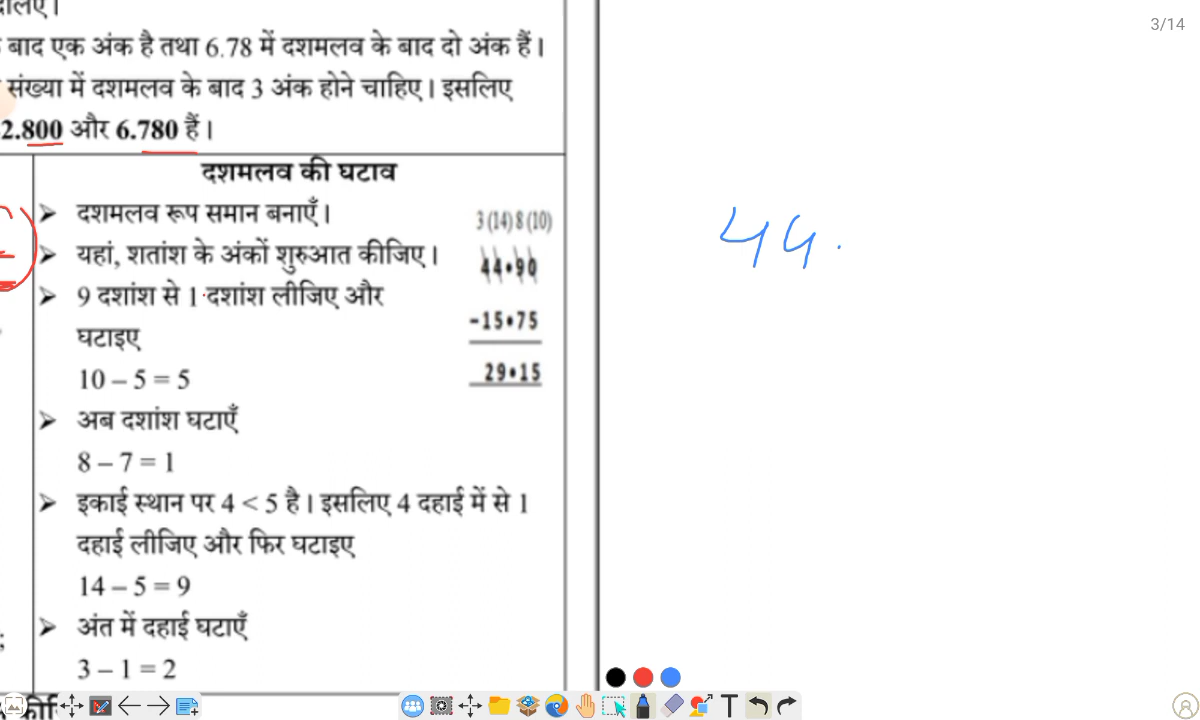 3/14
बाद एक अंक है तथा 6.78 में दशमलव के बाद दो अंक हैं।
संख्या में दशमलव के बाद 3 अंक होने चाहिए। इसलिए
2.800 और 6.780 हैं।
दशमलव की घटाव
➤ दशमलव रूप समान बनाएँ।
➤ यहां, शतांश के अंकों शुरुआत कीजिए।
➤ 9 दशांश से 1 दशांश लीजिए और
घटाइए
10 – 5 = 5
➤ अब दशांश घटाएँ
8 – 7 = 1
➤ इकाई स्थान पर 4 < 5 है। इसलिए 4 दहाई में से 1
दहाई लीजिए और फिर घटाइए
14 – 5 = 9
➤ अंत में दहाई घटाएँ
3 – 1 = 2
3 (14) 8 (10)
44•90
-15•75
29•15
44.